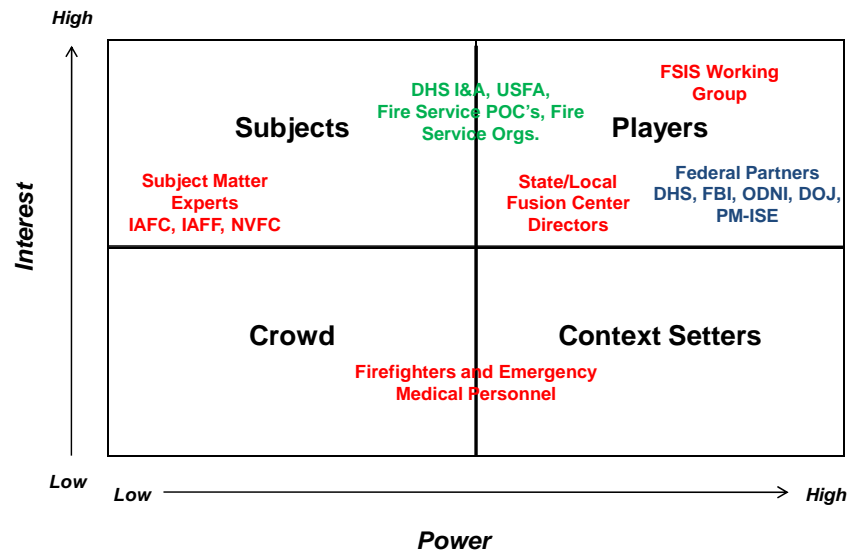 High
DHS I&A, USFA,
Fire Service POC's, Fire
Service Orgs.
FSIS Working
Group
Subjects
Players
Subject Matter
Experts
IAFC, IAFF, NVFC
State/Local
Fusion Center
Directors
Federal Partners
DHS, FBI, ODNI, DOJ,
PM-ISE
Interest
Crowd
Context Setters
Firefighters and Emergency
Medical Personnel
Low
Low
High
Power